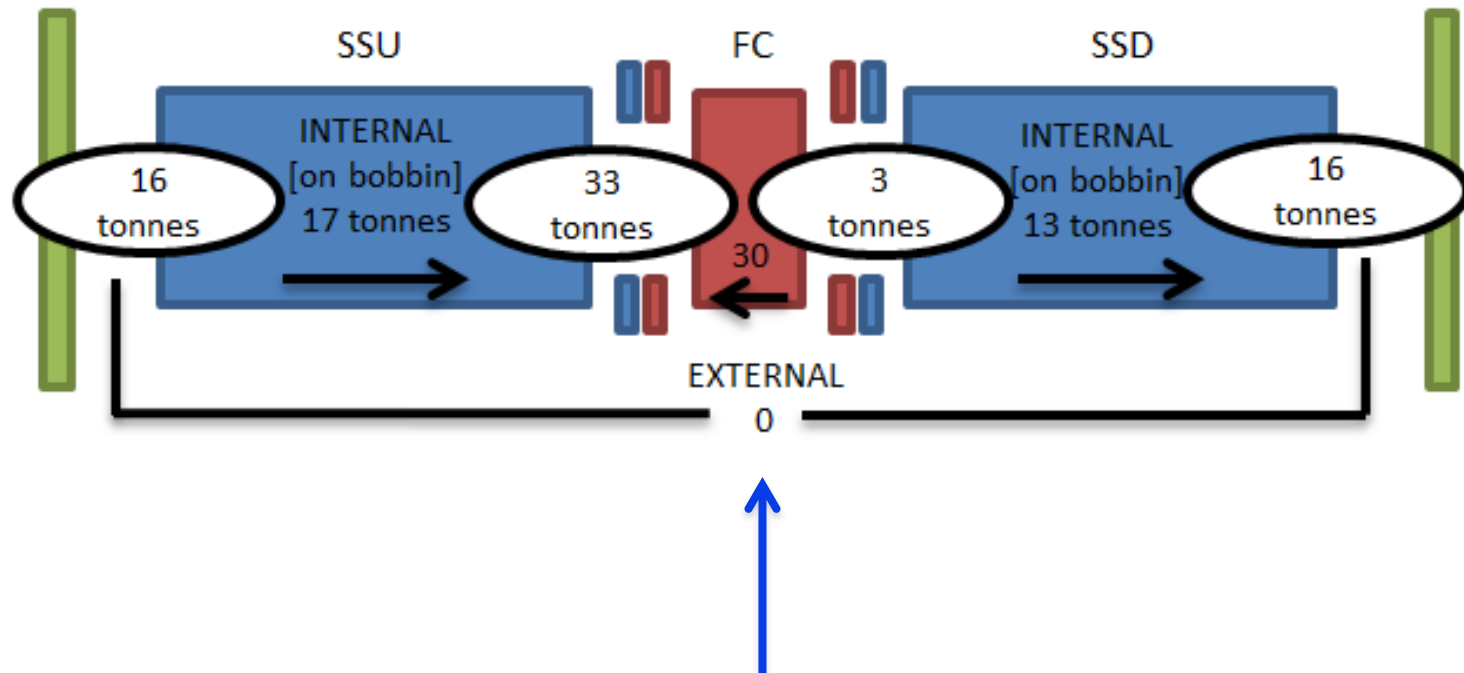 SSU
FC
SSD
INTERNAL
[on bobbin]
17 tonnes
INTERNAL
[on bobbin]
13 tonnes
16
tonnes
33
tonnes
3
tonnes
16
tonnes
30
EXTERNAL
0